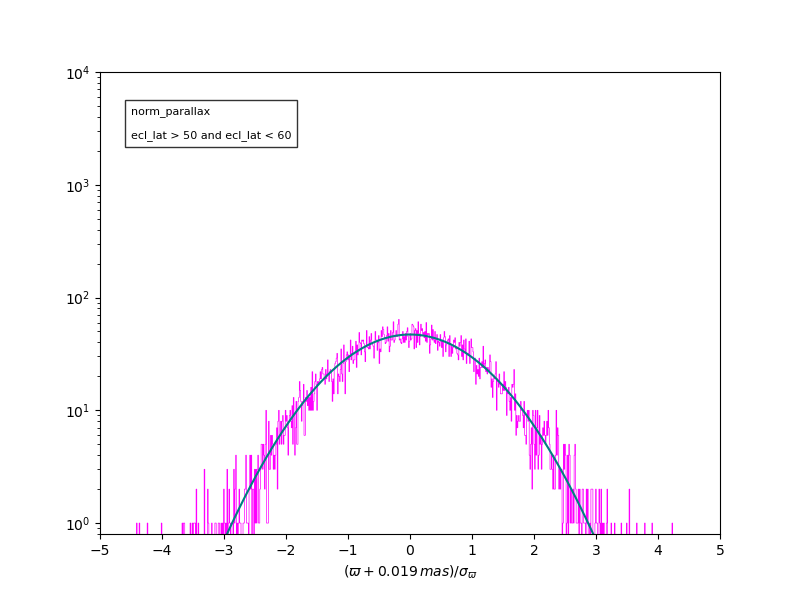 norm_parallax
ecl_lat > 50 and ecl_lat < 60
10⁴
10³
10²
10¹
10⁰
−5 −4 −3 −2 −1 0 1 2 3 4 5
(ϖ + 0.019 mas)/σ_ϖ